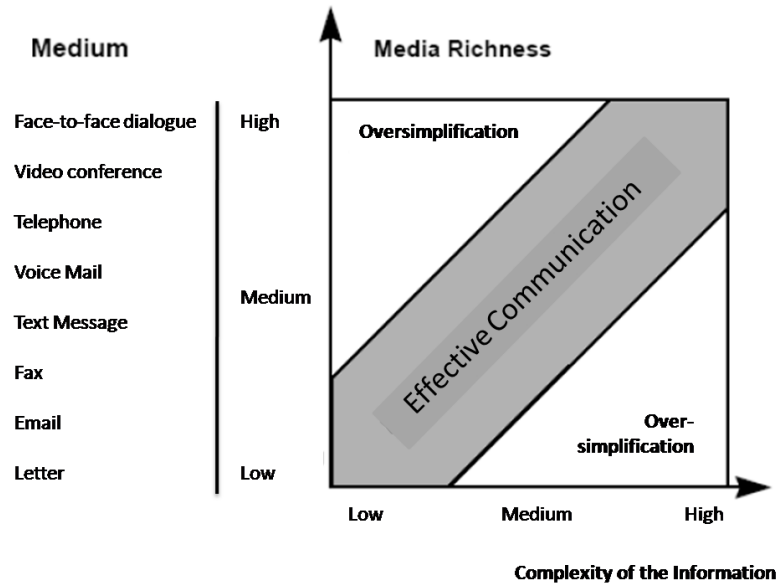 Medium
Media Richness
Face-to-face dialogue
High
Oversimplification
Video conference
Telephone
Voice Mail
Medium
Text Message
Fax
Effective Communication
Email
Over-
simplification
Letter
Low
Low
Medium
High
Complexity of the Information